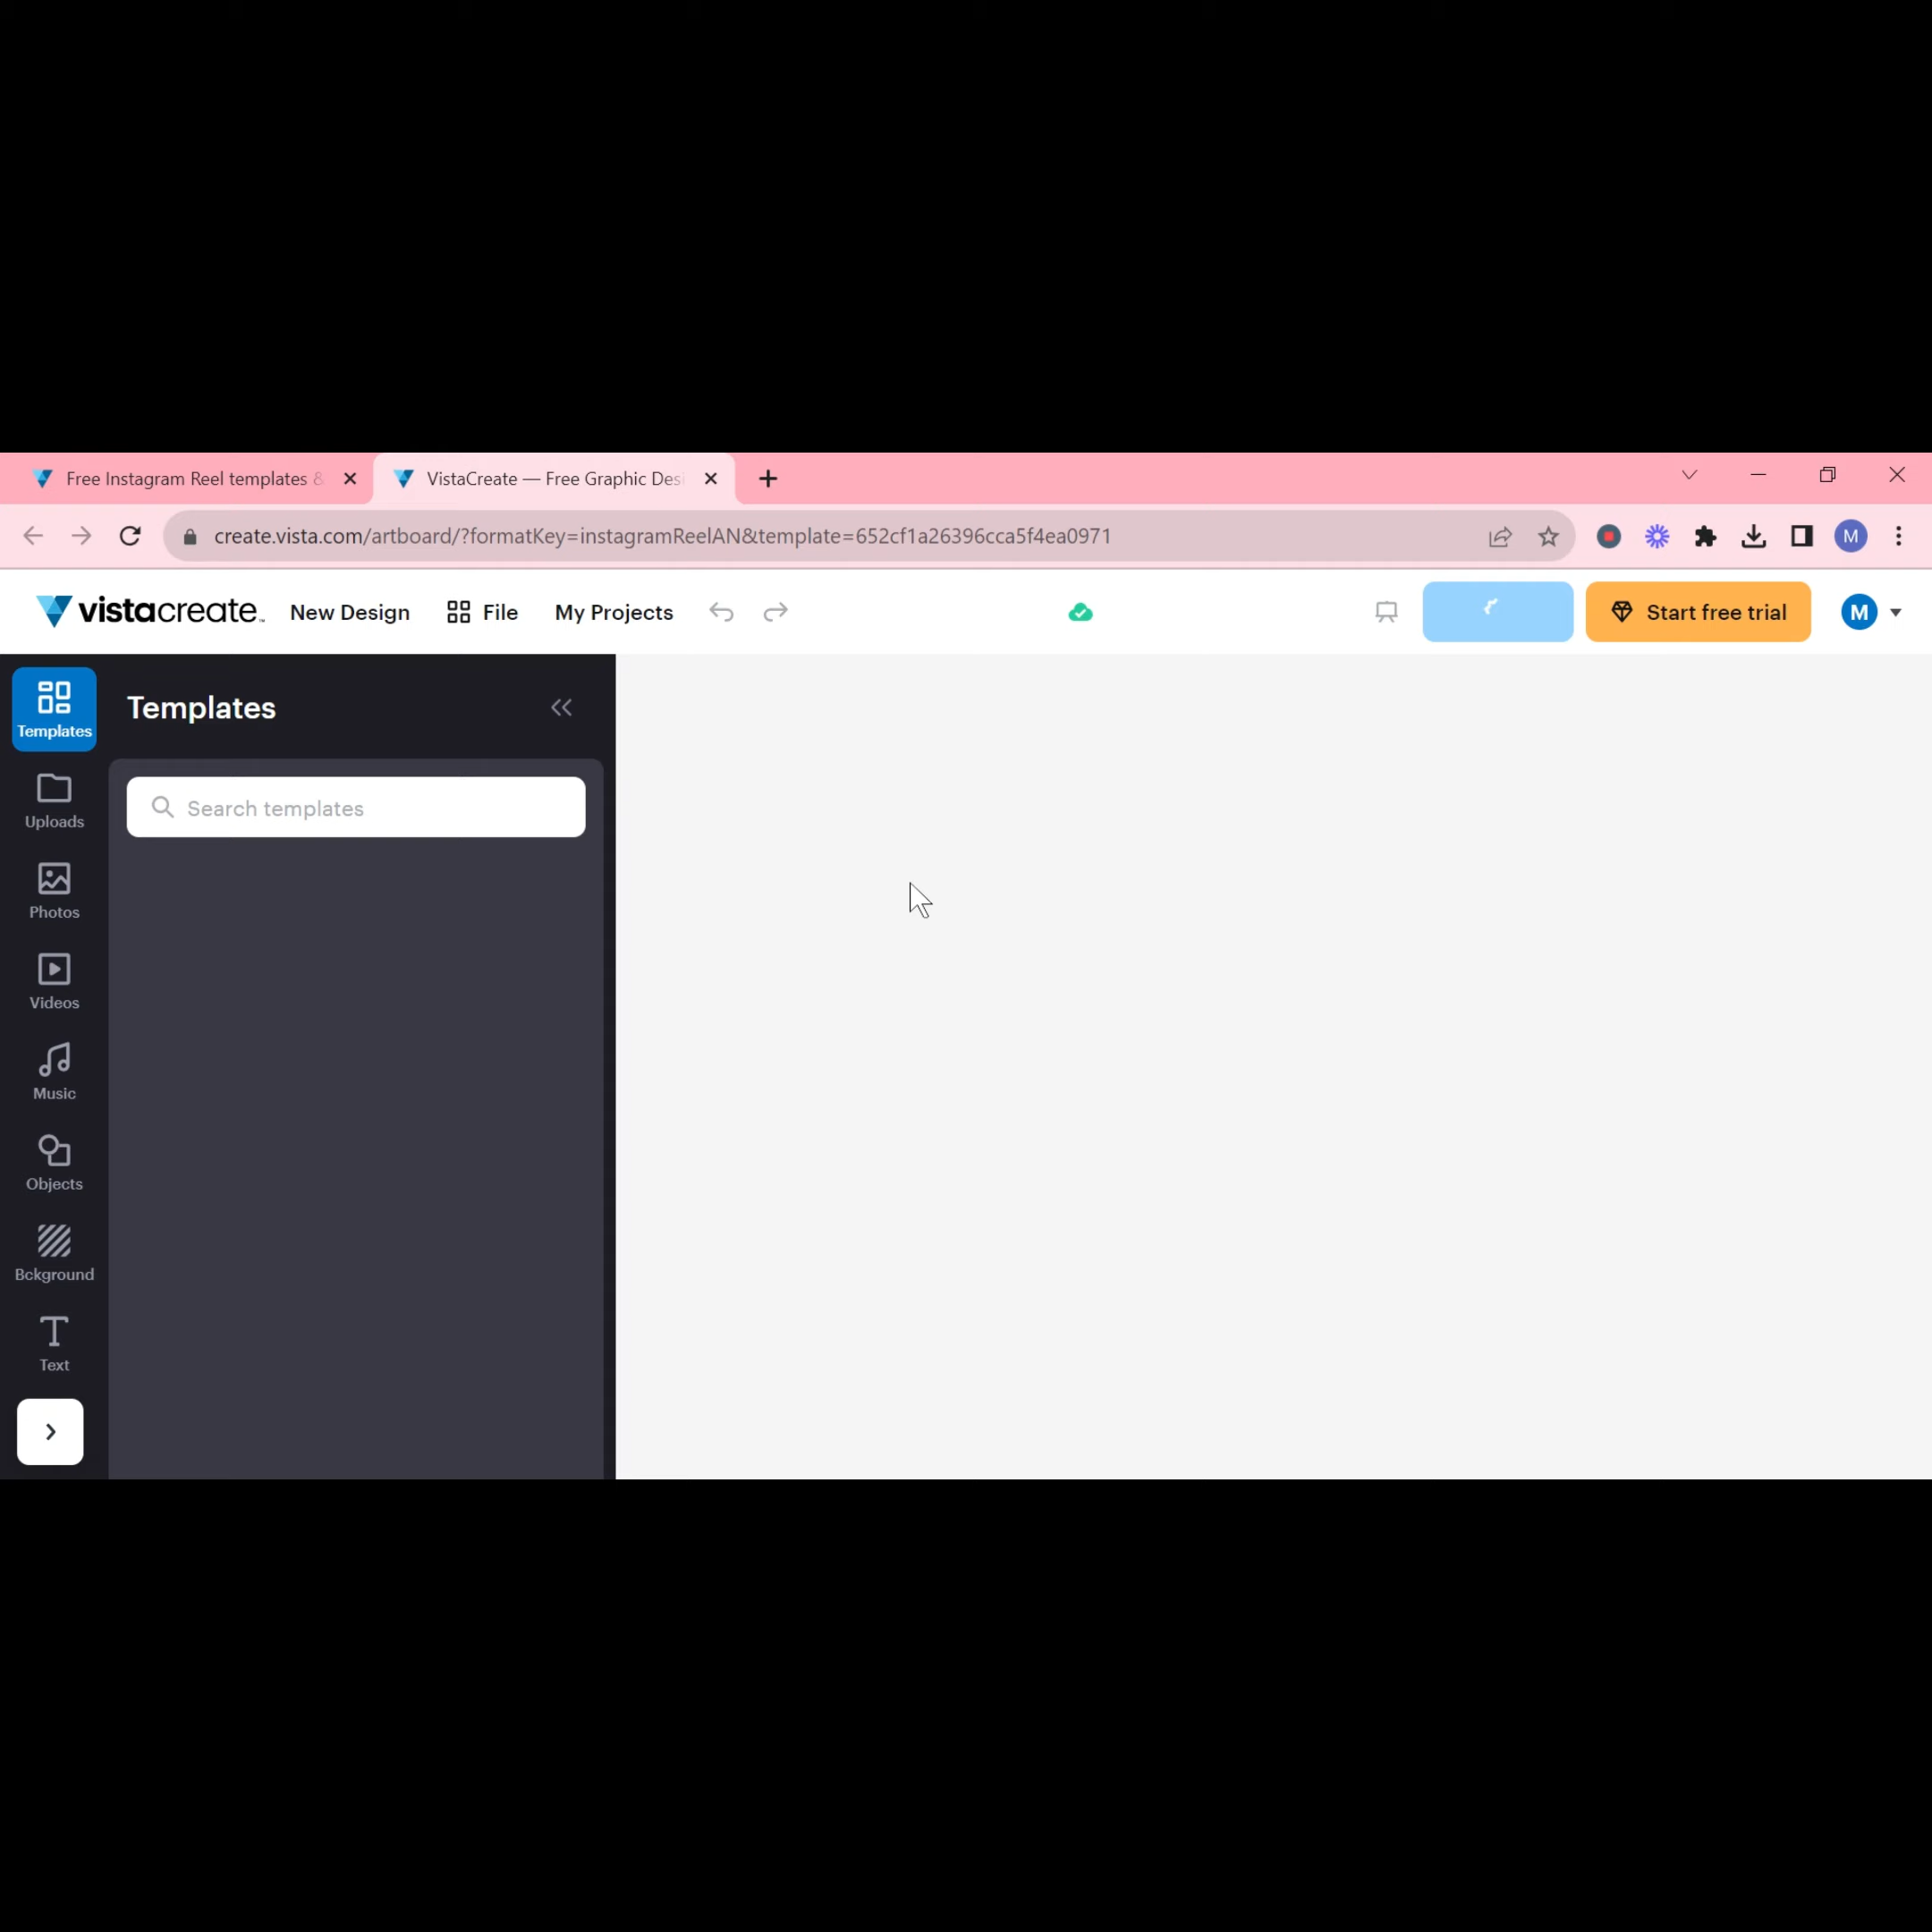 Free Instagram Reel templates &
VistaCreate — Free Graphic Desi
create.vista.com/artboard/?formatKey=instagramReelAN&template=652cf1a26396cca5f4ea0971
M
vistacreate
New Design
File
My Projects
Start free trial
M
Templates
Templates
Search templates
Uploads
Photos
Videos
Music
Objects
Bckground
Text